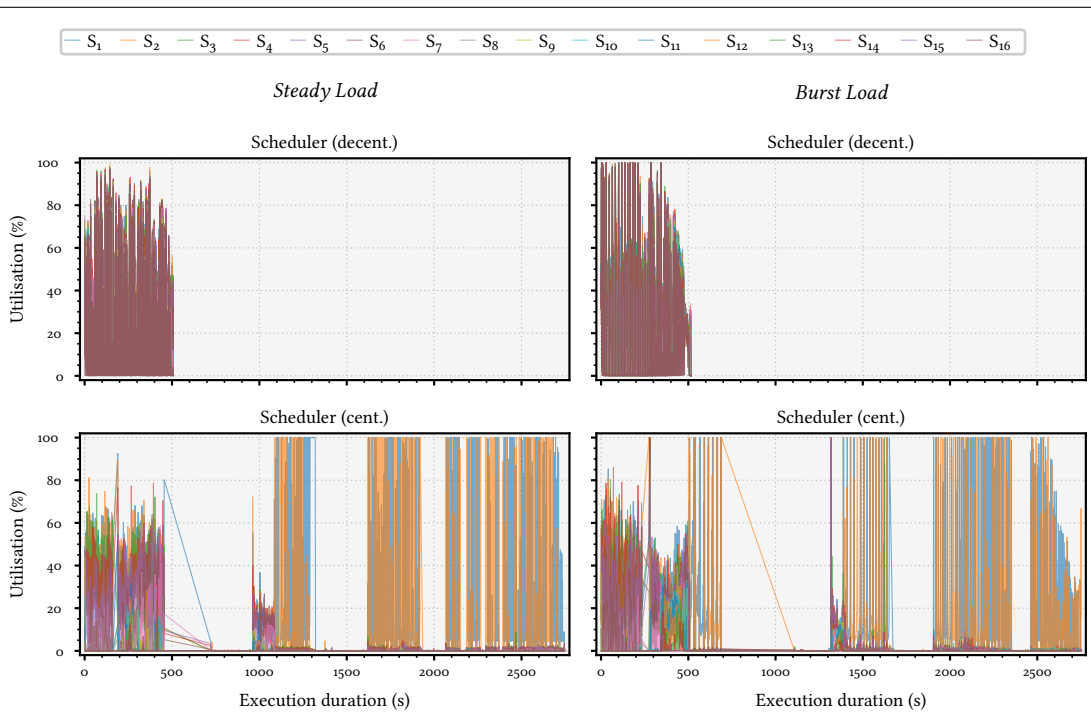 S₁ S₂ S₃ S₄ S₅ S₆ S₇ S₈ S₉ S₁₀ S₁₁ S₁₂ S₁₃ S₁₄ S₁₅ S₁₆
Steady Load Burst Load
Scheduler (decent.) Scheduler (decent.)
100
80
60
40
20
0
Utilisation (%)
Scheduler (cent.) Scheduler (cent.)
100
80
60
40
20
0
Utilisation (%)
0 500 1000 1500 2000 2500 0 500 1000 1500 2000 2500
Execution duration (s) Execution duration (s)